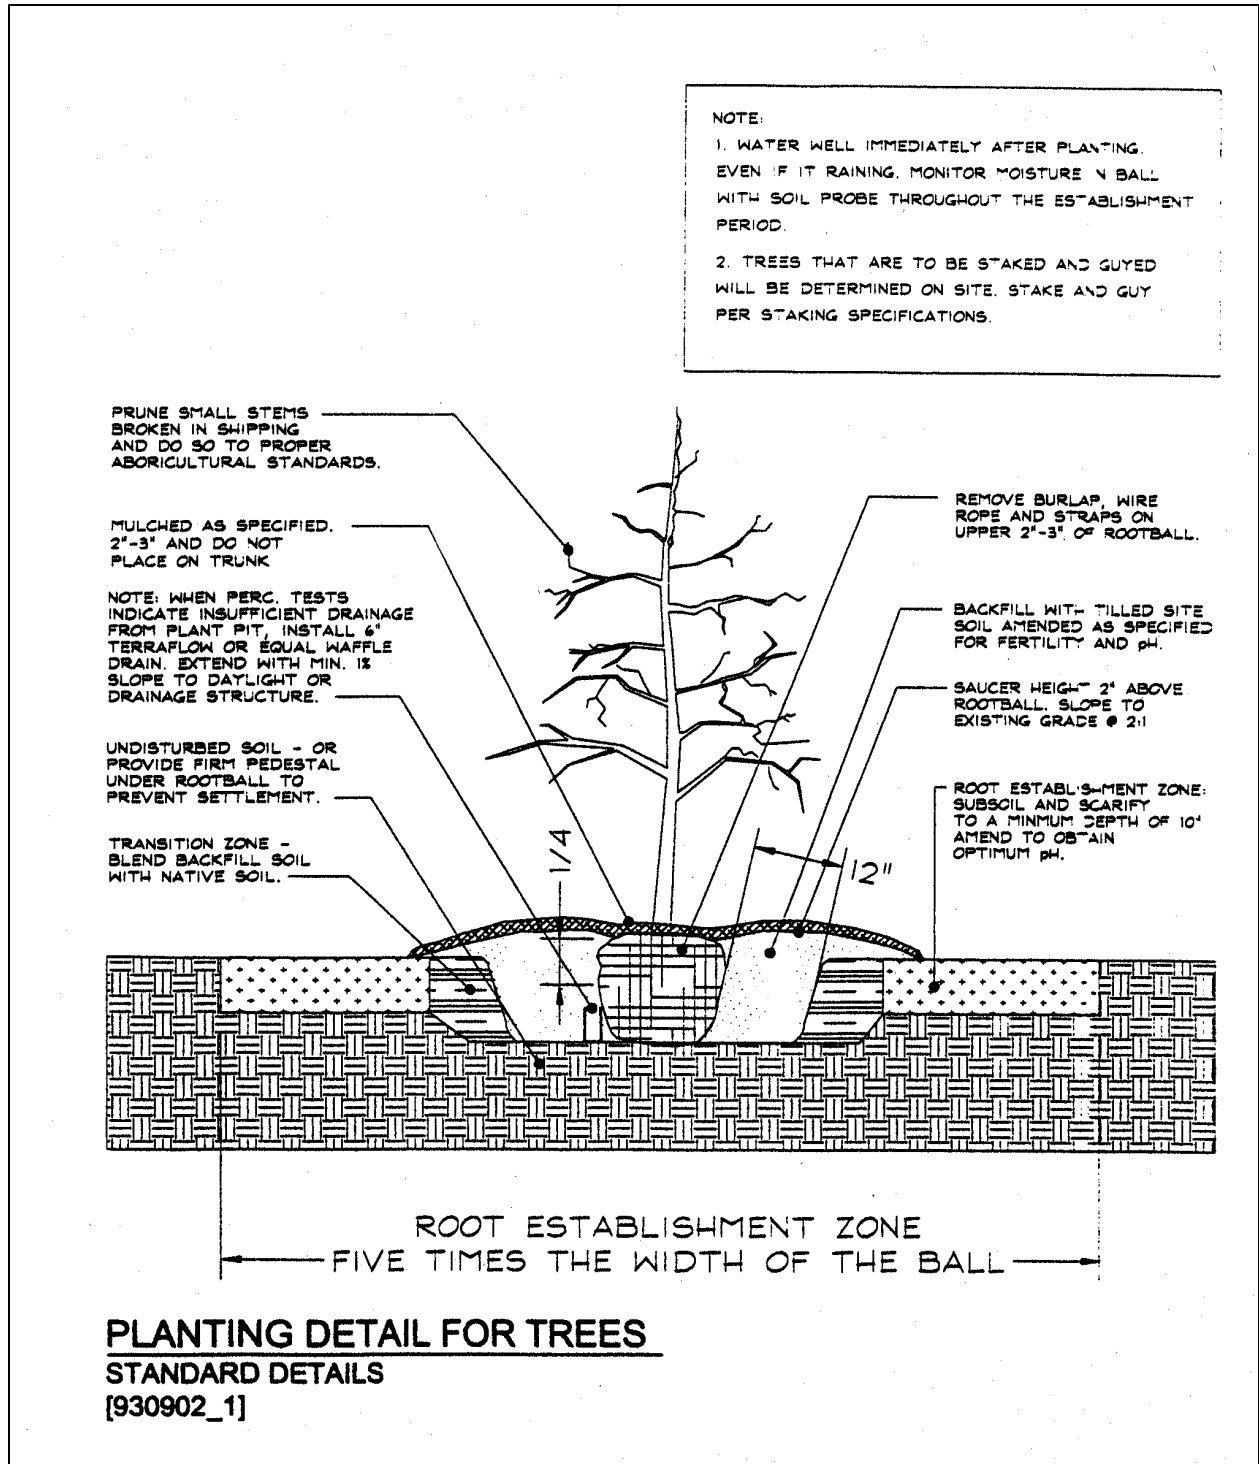 NOTE:
1. WATER WELL IMMEDIATELY AFTER PLANTING.
EVEN IF IT RAINING. MONITOR MOISTURE IN BALL
WITH SOIL PROBE THROUGHOUT THE ESTABLISHMENT
PERIOD.
2. TREES THAT ARE TO BE STAKED AND GUYED
WILL BE DETERMINED ON SITE. STAKE AND GUY
PER STAKING SPECIFICATIONS.
PRUNE SMALL STEMS
BROKEN IN SHIPPING
AND DO SO TO PROPER
ABORICULTURAL STANDARDS.
MULCHED AS SPECIFIED.
2"-3" AND DO NOT
PLACE ON TRUNK
NOTE: WHEN PERC. TESTS
INDICATE INSUFFICIENT DRAINAGE
FROM PLANT PIT, INSTALL 6"
TERRAFLOW OR EQUAL WAFFLE
DRAIN. EXTEND WITH MIN. 1%
SLOPE TO DAYLIGHT OR
DRAINAGE STRUCTURE.
UNDISTURBED SOIL - OR
PROVIDE FIRM PEDESTAL
UNDER ROOTBALL TO
PREVENT SETTLEMENT.
TRANSITION ZONE -
BLEND BACKFILL SOIL
WITH NATIVE SOIL.
REMOVE BURLAP, WIRE
ROPE AND STRAPS ON
UPPER 2"-3" OF ROOTBALL.
BACKFILL WITH TILLED SITE
SOIL AMENDED AS SPECIFIED
FOR FERTILITY AND pH.
SAUCER HEIGHT 2" ABOVE
ROOTBALL. SLOPE TO
EXISTING GRADE @ 2:1
ROOT ESTABLISHMENT ZONE:
SUBSOIL AND SCARIFY
TO A MINMUM DEPTH OF 10"
AMEND TO OBTAIN
OPTIMUM pH.
1/4
12"
ROOT ESTABLISHMENT ZONE
FIVE TIMES THE WIDTH OF THE BALL
PLANTING DETAIL FOR TREES
STANDARD DETAILS
[930902_1]